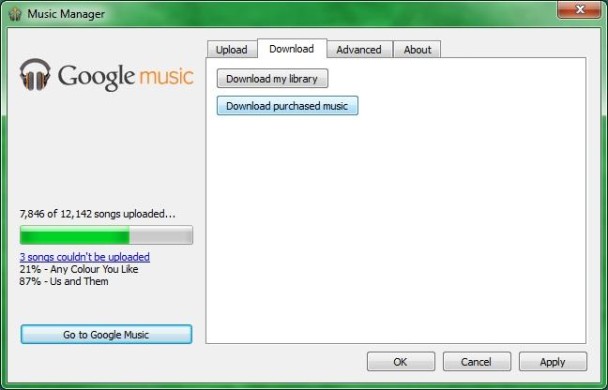 Music Manager
Google music
Upload
Download
Advanced
About
Download my library
Download purchased music
7,846 of 12,142 songs uploaded...
3 songs couldn't be uploaded
21% - Any Colour You Like
87% - Us and Them
Go to Google Music
OK
Cancel
Apply